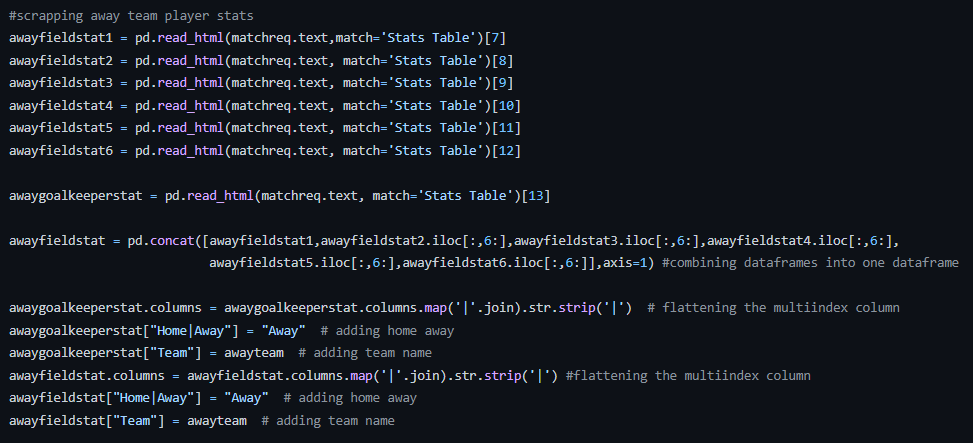 #scrapping away team player stats
awayfieldstat1 = pd.read_html(matchreq.text,match='Stats Table')[7]
awayfieldstat2 = pd.read_html(matchreq.text, match='Stats Table')[8]
awayfieldstat3 = pd.read_html(matchreq.text, match='Stats Table')[9]
awayfieldstat4 = pd.read_html(matchreq.text, match='Stats Table')[10]
awayfieldstat5 = pd.read_html(matchreq.text, match='Stats Table')[11]
awayfieldstat6 = pd.read_html(matchreq.text, match='Stats Table')[12]
awaygoalkeeperstat = pd.read_html(matchreq.text, match='Stats Table')[13]
awayfieldstat = pd.concat([awayfieldstat1,awayfieldstat2.iloc[:,6:],awayfieldstat3.iloc[:,6:],awayfieldstat4.iloc[:,6:],
awayfieldstat5.iloc[:,6:],awayfieldstat6.iloc[:,6:]],axis=1) #combining dataframes into one dataframe
awaygoalkeeperstat.columns = awaygoalkeeperstat.columns.map('|'.join).str.strip('|')  # flattening the multiindex column
awaygoalkeeperstat["Home|Away"] = "Away"  # adding home away
awaygoalkeeperstat["Team"] = awayteam  # adding team name
awayfieldstat.columns = awayfieldstat.columns.map('|'.join).str.strip('|') #flattening the multiindex column
awayfieldstat["Home|Away"] = "Away"  # adding home away
awayfieldstat["Team"] = awayteam  # adding team name